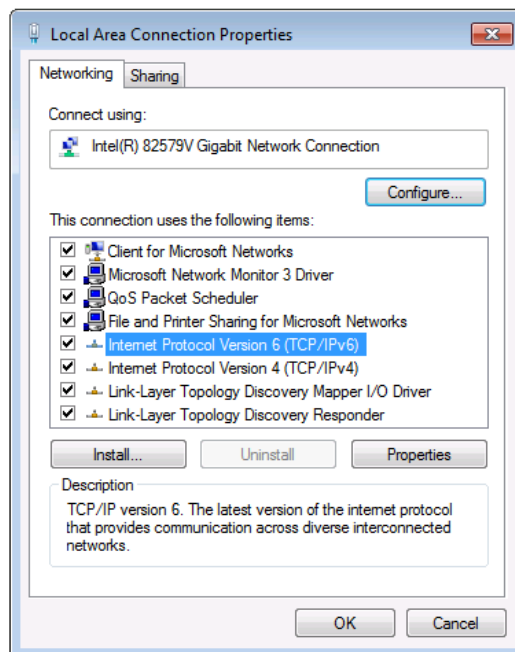 Local Area Connection Properties
Networking
Sharing
Connect using:
Intel(R) 82579V Gigabit Network Connection
Configure...
This connection uses the following items:
Client for Microsoft Networks
Microsoft Network Monitor 3 Driver
QoS Packet Scheduler
File and Printer Sharing for Microsoft Networks
Internet Protocol Version 6 (TCP/IPv6)
Internet Protocol Version 4 (TCP/IPv4)
Link-Layer Topology Discovery Mapper I/O Driver
Link-Layer Topology Discovery Responder
Install...
Uninstall
Properties
Description
TCP/IP version 6. The latest version of the internet protocol
that provides communication across diverse interconnected
networks.
OK
Cancel